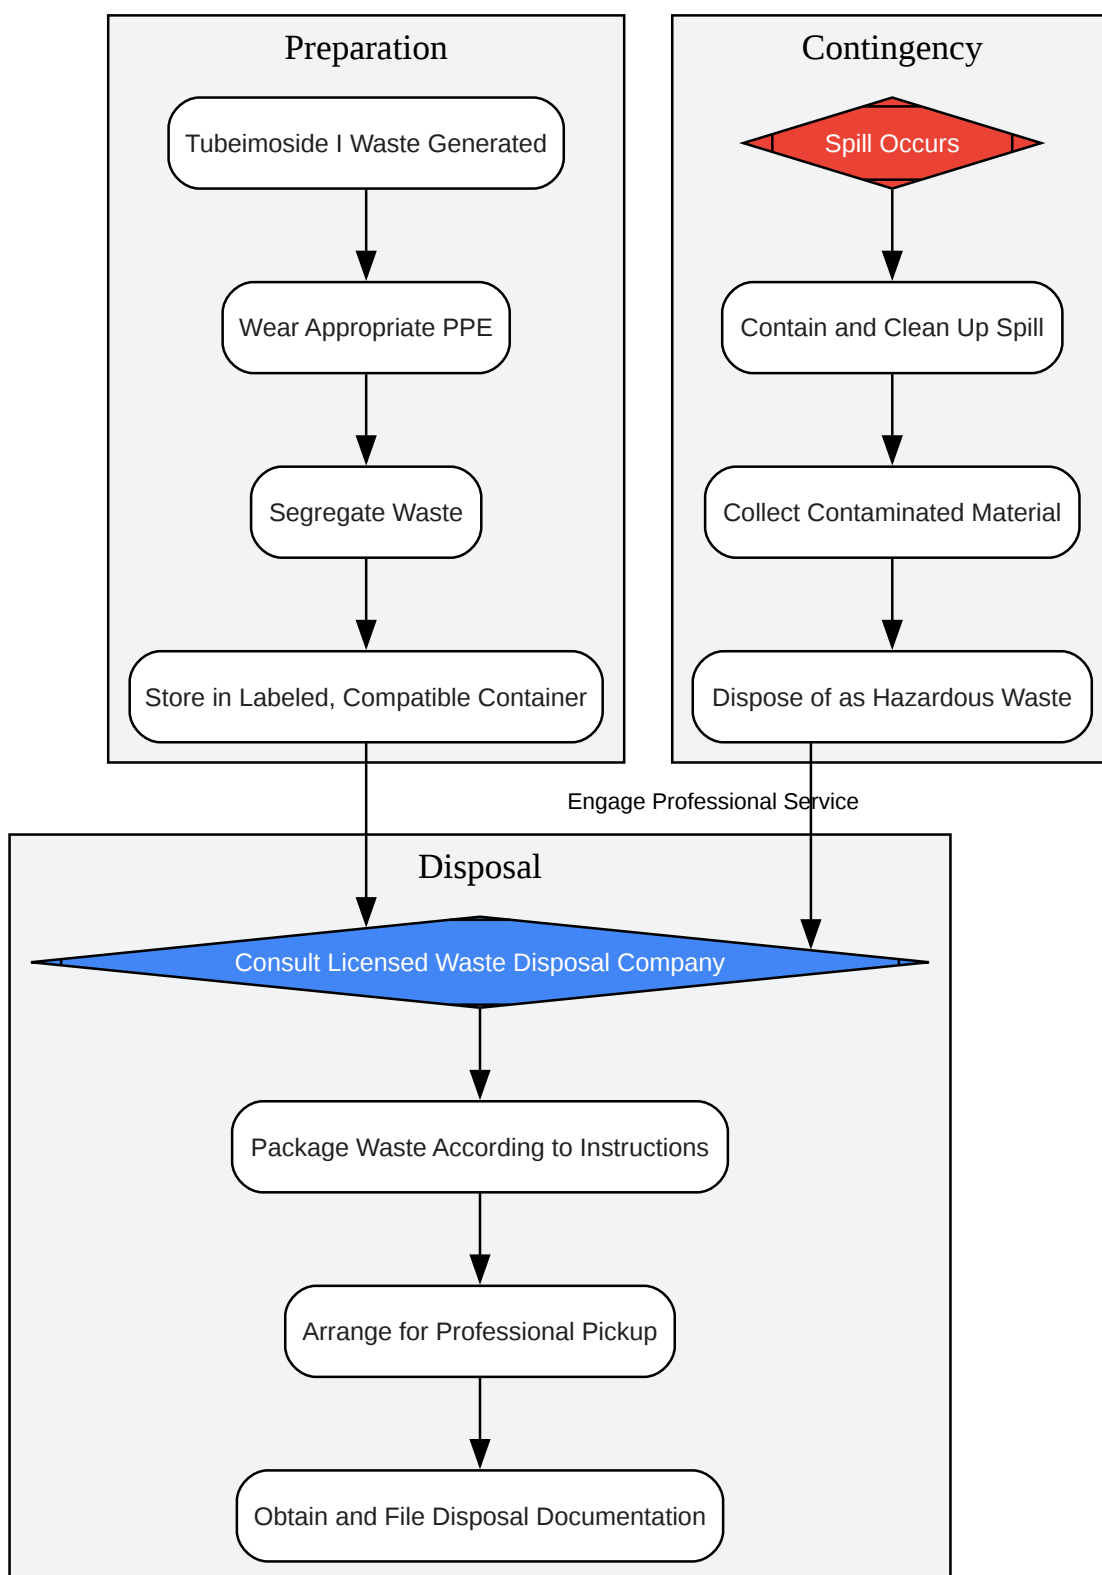 Preparation
Tubeimoside I Waste Generated
Wear Appropriate PPE
Segregate Waste
Store in Labeled, Compatible Container
Contingency
Spill Occurs
Contain and Clean Up Spill
Collect Contaminated Material
Dispose of as Hazardous Waste
Engage Professional Service
Disposal
Consult Licensed Waste Disposal Company
Package Waste According to Instructions
Arrange for Professional Pickup
Obtain and File Disposal Documentation